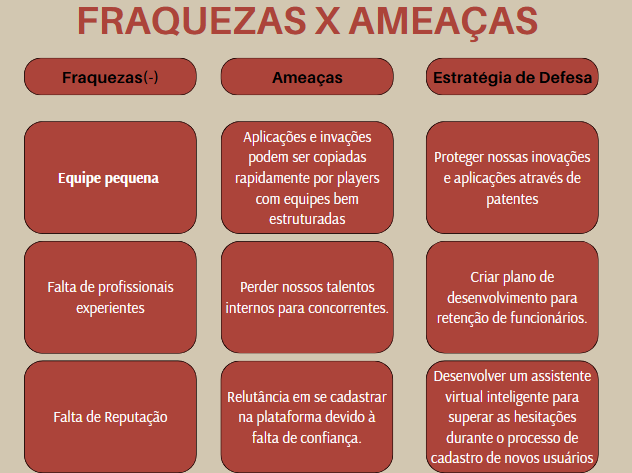 FRAQUEZAS X AMEAÇAS
Fraquezas(-)
Ameaças
Estratégia de Defesa
Equipe pequena
Aplicações e invações
podem ser copiadas
rapidamente por players
com equipes bem
estruturadas
Proteger nossas inovações
e aplicações através de
patentes
Falta de profissionais
experientes
Perder nossos talentos
internos para concorrentes.
Criar plano de
desenvolvimento para
retenção de funcionários.
Falta de Reputação
Relutância em se cadastrar
na plataforma devido à
falta de confiança.
Desenvolver um assistente
virtual inteligente para
superar as hesitações
durante o processo de
cadastro de novos usuários